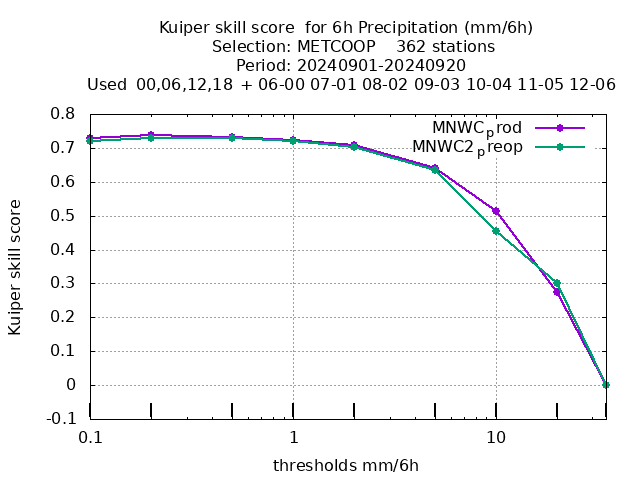 Kuiper skill score  for 6h Precipitation (mm/6h)
Selection: METCOOP    362 stations
Period: 20240901-20240920
Used  00,06,12,18  + 06-00 07-01 08-02 09-03 10-04 11-05 12-06
MNWCprod
MNWC2preop
0.8
0.7
0.6
0.5
0.4
0.3
0.2
0.1
0
-0.1
Kuiper skill score
0.1 1 10
thresholds mm/6h